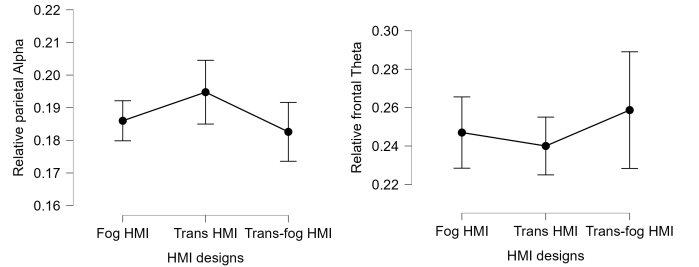 Relative parietal Alpha
0.22
0.21
0.20
0.19
0.18
0.17
0.16
Fog HMI Trans HMI Trans-fog HMI
HMI designs
Relative frontal Theta
0.30
0.28
0.26
0.24
0.22
Fog HMI Trans HMI Trans-fog HMI
HMI designs